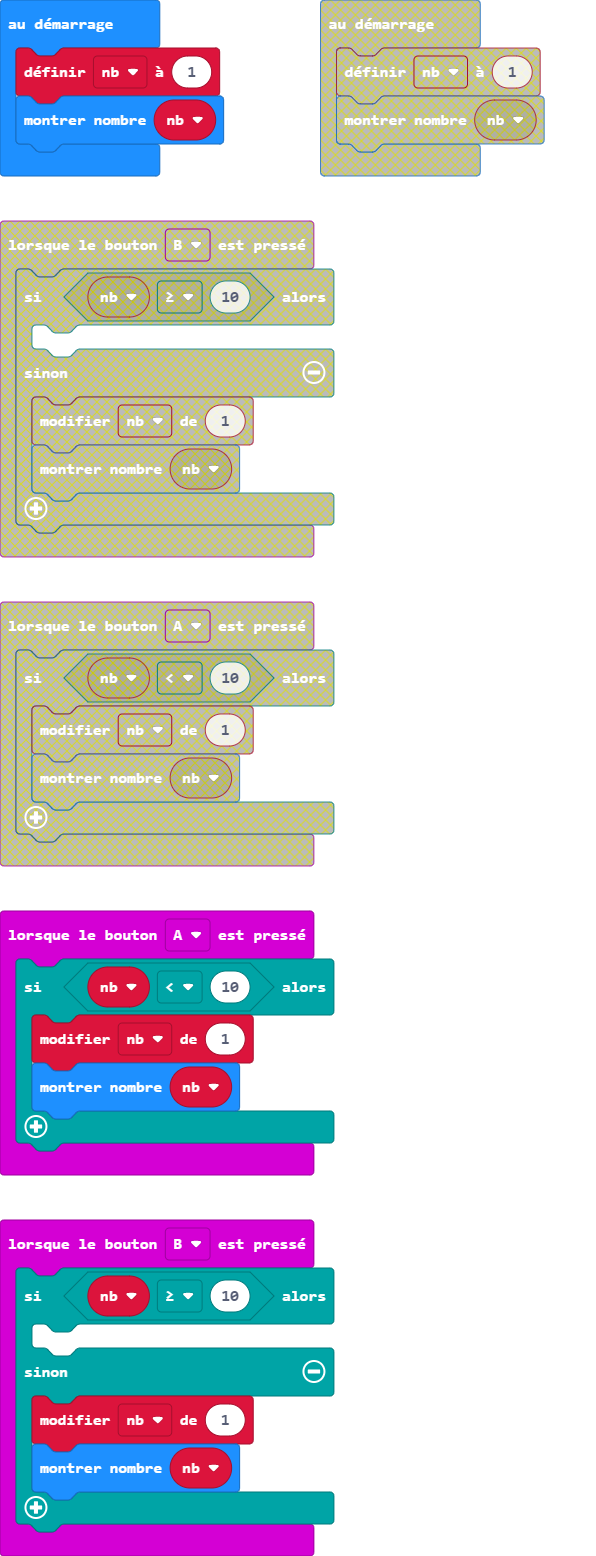 au démarrage
définir nb à 1
montrer nombre nb
au démarrage
définir nb à 1
montrer nombre nb
lorsque le bouton B est pressé
si nb ≥ 10 alors
sinon
modifier nb de 1
montrer nombre nb
lorsque le bouton A est pressé
si nb < 10 alors
modifier nb de 1
montrer nombre nb
lorsque le bouton A est pressé
si nb < 10 alors
modifier nb de 1
montrer nombre nb
lorsque le bouton B est pressé
si nb ≥ 10 alors
sinon
modifier nb de 1
montrer nombre nb